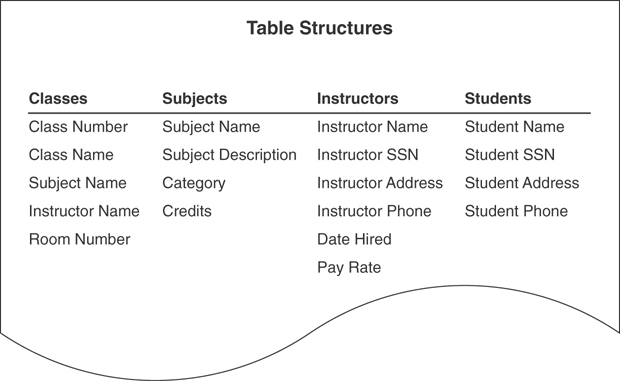 Table Structures
Classes Subjects Instructors Students
Class Number Subject Name Instructor Name Student Name
Class Name Subject Description Instructor SSN Student SSN
Subject Name Category Instructor Address Student Address
Instructor Name Credits Instructor Phone Student Phone
Room Number Date Hired
Pay Rate